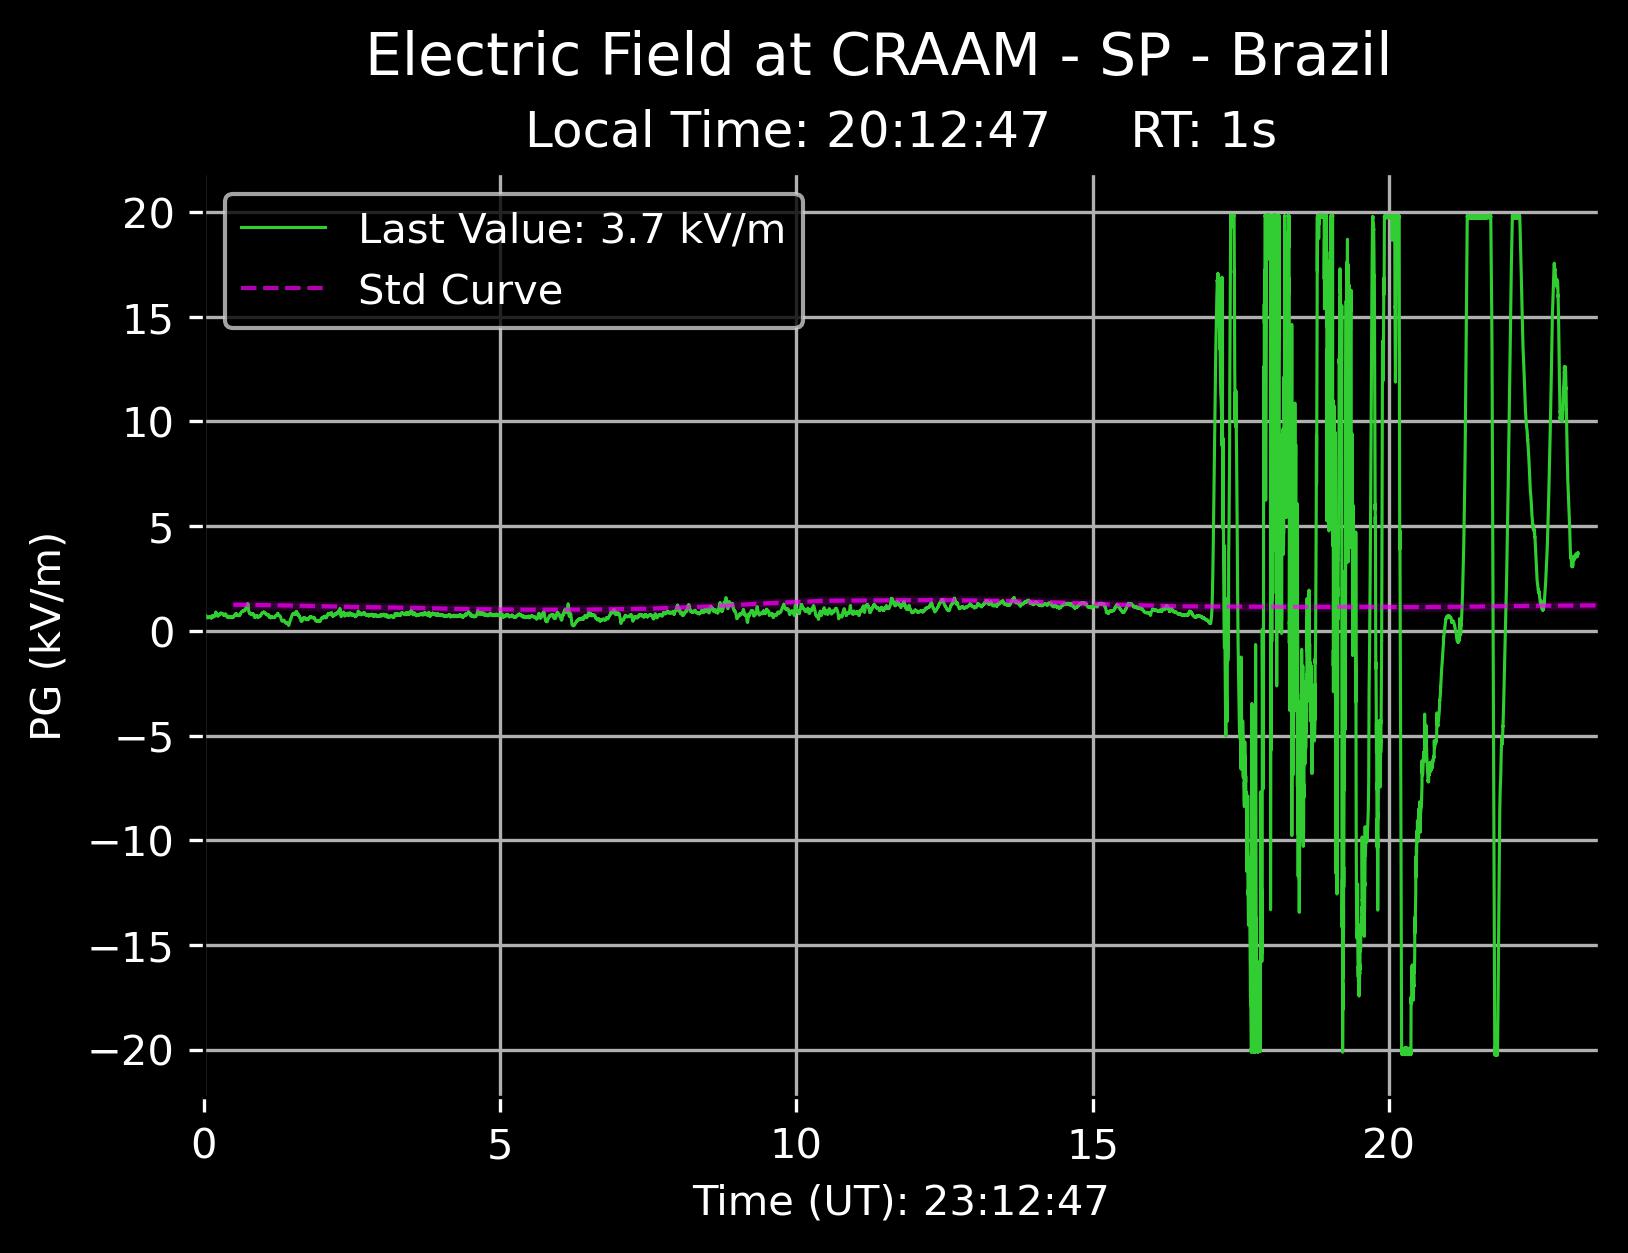 Electric Field at CRAAM - SP - Brazil
Local Time: 20:12:47 RT: 1s
Last Value: 3.7 kV/m
Std Curve
PG (kV/m)
20
15
10
5
0
−5
−10
−15
−20
0 5 10 15 20
Time (UT): 23:12:47